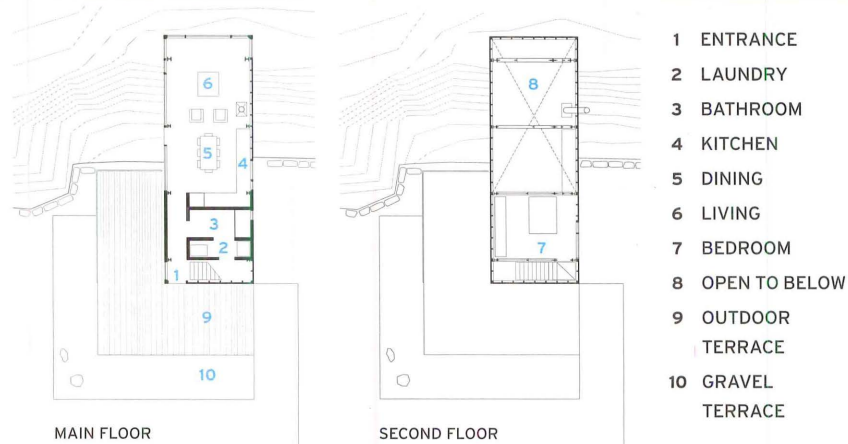 6
5
4
3
2
1
9
10
MAIN FLOOR
8
7
SECOND FLOOR
1 ENTRANCE
2 LAUNDRY
3 BATHROOM
4 KITCHEN
5 DINING
6 LIVING
7 BEDROOM
8 OPEN TO BELOW
9 OUTDOOR
TERRACE
10 GRAVEL
TERRACE